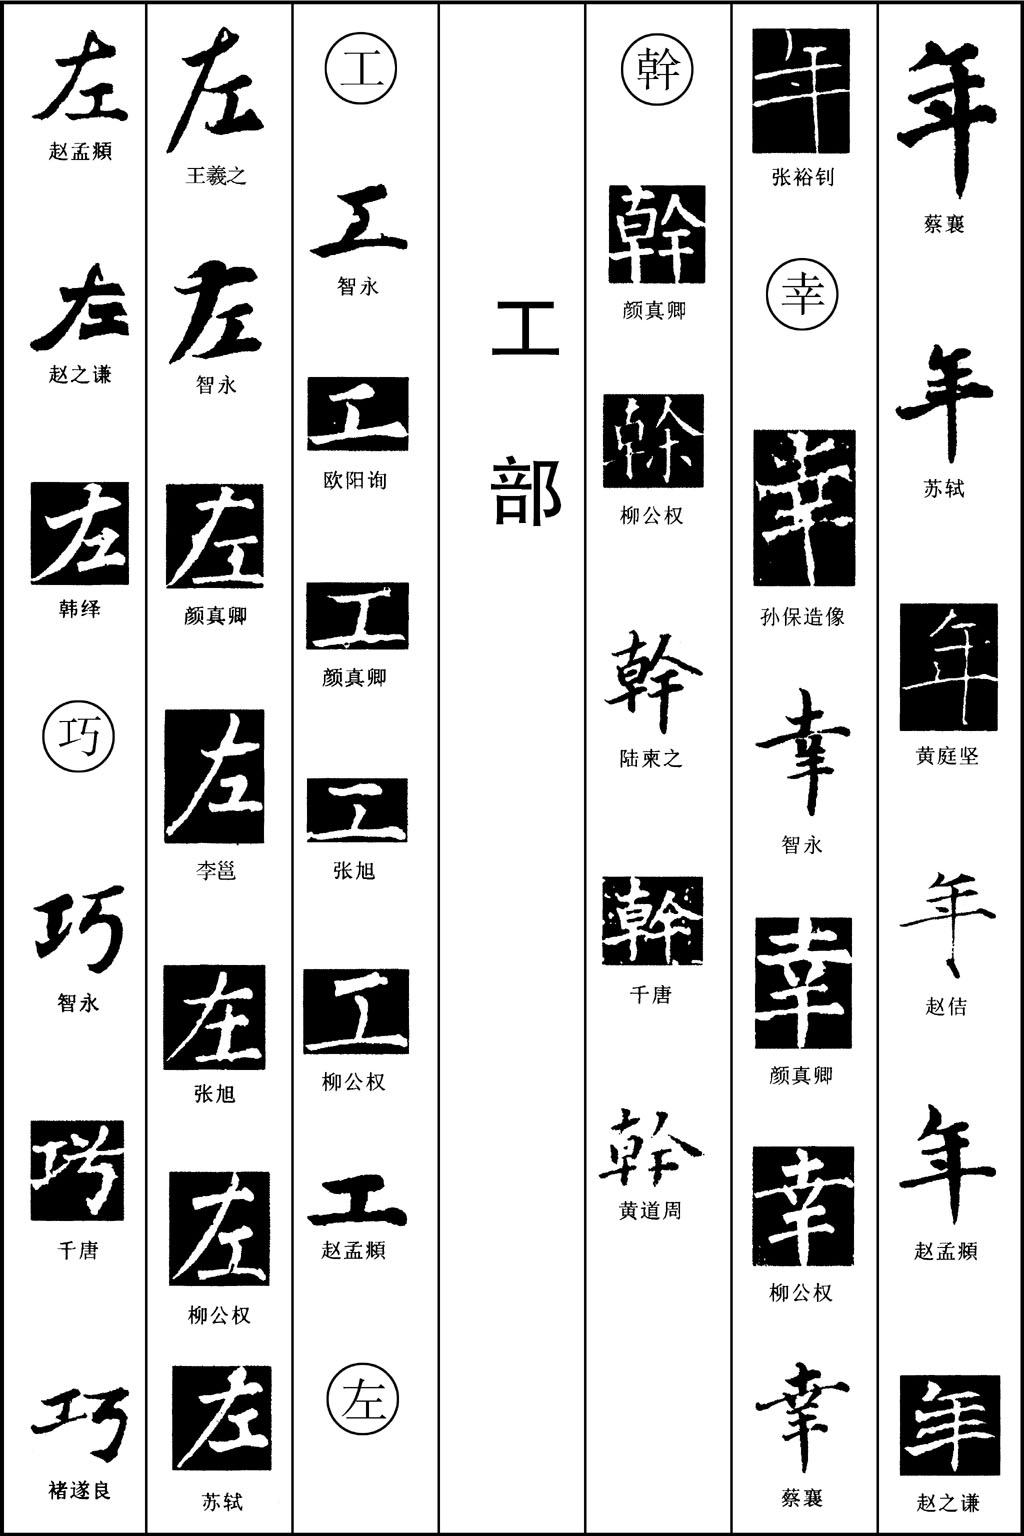 年
蔡襄
年
苏轼
年
黄庭坚
年
赵佶
年
赵孟頫
年
赵之谦
年
张裕钊
幸
幸
孙保造像
幸
智永
幸
颜真卿
幸
柳公权
幸
蔡襄
幹
幹
颜真卿
幹
柳公权
幹
陆柬之
幹
千唐
幹
黄道周
工部
工
工
智永
工
欧阳询
工
颜真卿
工
张旭
工
柳公权
工
赵孟頫
左
左
王羲之
左
智永
左
颜真卿
左
李邕
左
张旭
左
柳公权
左
苏轼
左
赵孟頫
左
赵之谦
左
韩绎
巧
巧
智永
巧
千唐
巧
褚遂良